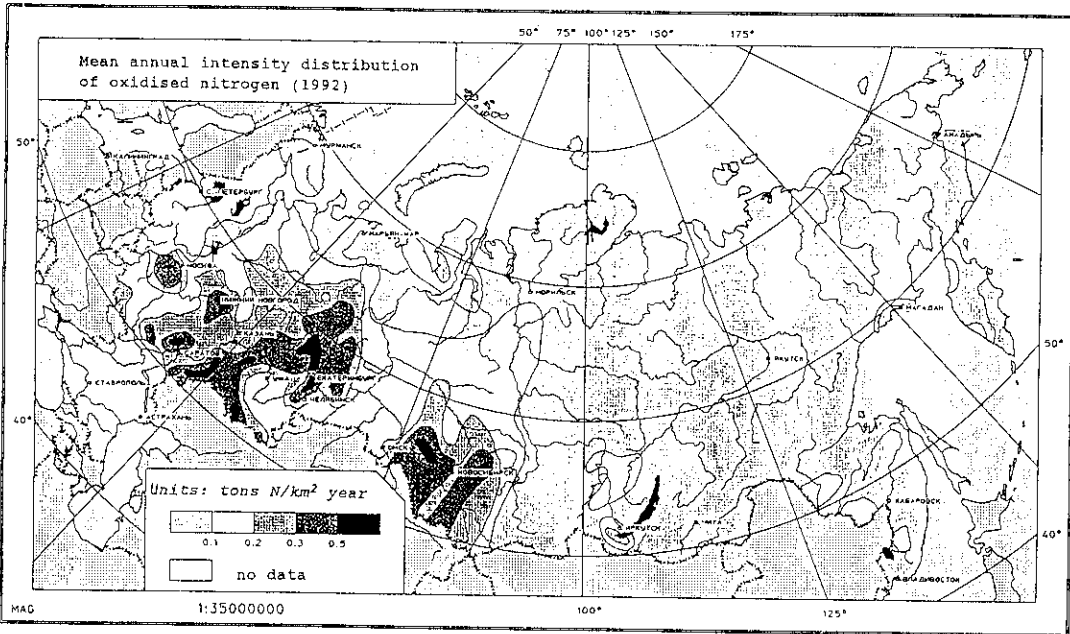 50° 75° 100° 125° 150° 175°
Mean annual intensity distribution
of oxidised nitrogen (1992)
50°
АНАДЫРЬ
МУРМАНСК
КАЛИНИНГРАД
С.-ПЕТЕРБУРГ
НАРЬЯН-МАР
МОСКВА
НОРИЛЬСК
НИЖНИЙ НОВГОРОД
МАГАДАН
КАЗАНЬ
50°
САРАТОВ
ЯКУТСК
СТАВРОПОЛЬ
УФА
ЕКАТЕРИНБУРГ
ЧЕЛЯБИНСК
40°
АСТРАХАНЬ
НОВОСИБИРСК
Units: tons N/km² year
ХАБАРОВСК
ИРКУТСК
ЧИТА
0.1 0.2 0.3 0.5
40°
no data
ВЛАДИВОСТОК
MAG 1:35000000 100° 125°